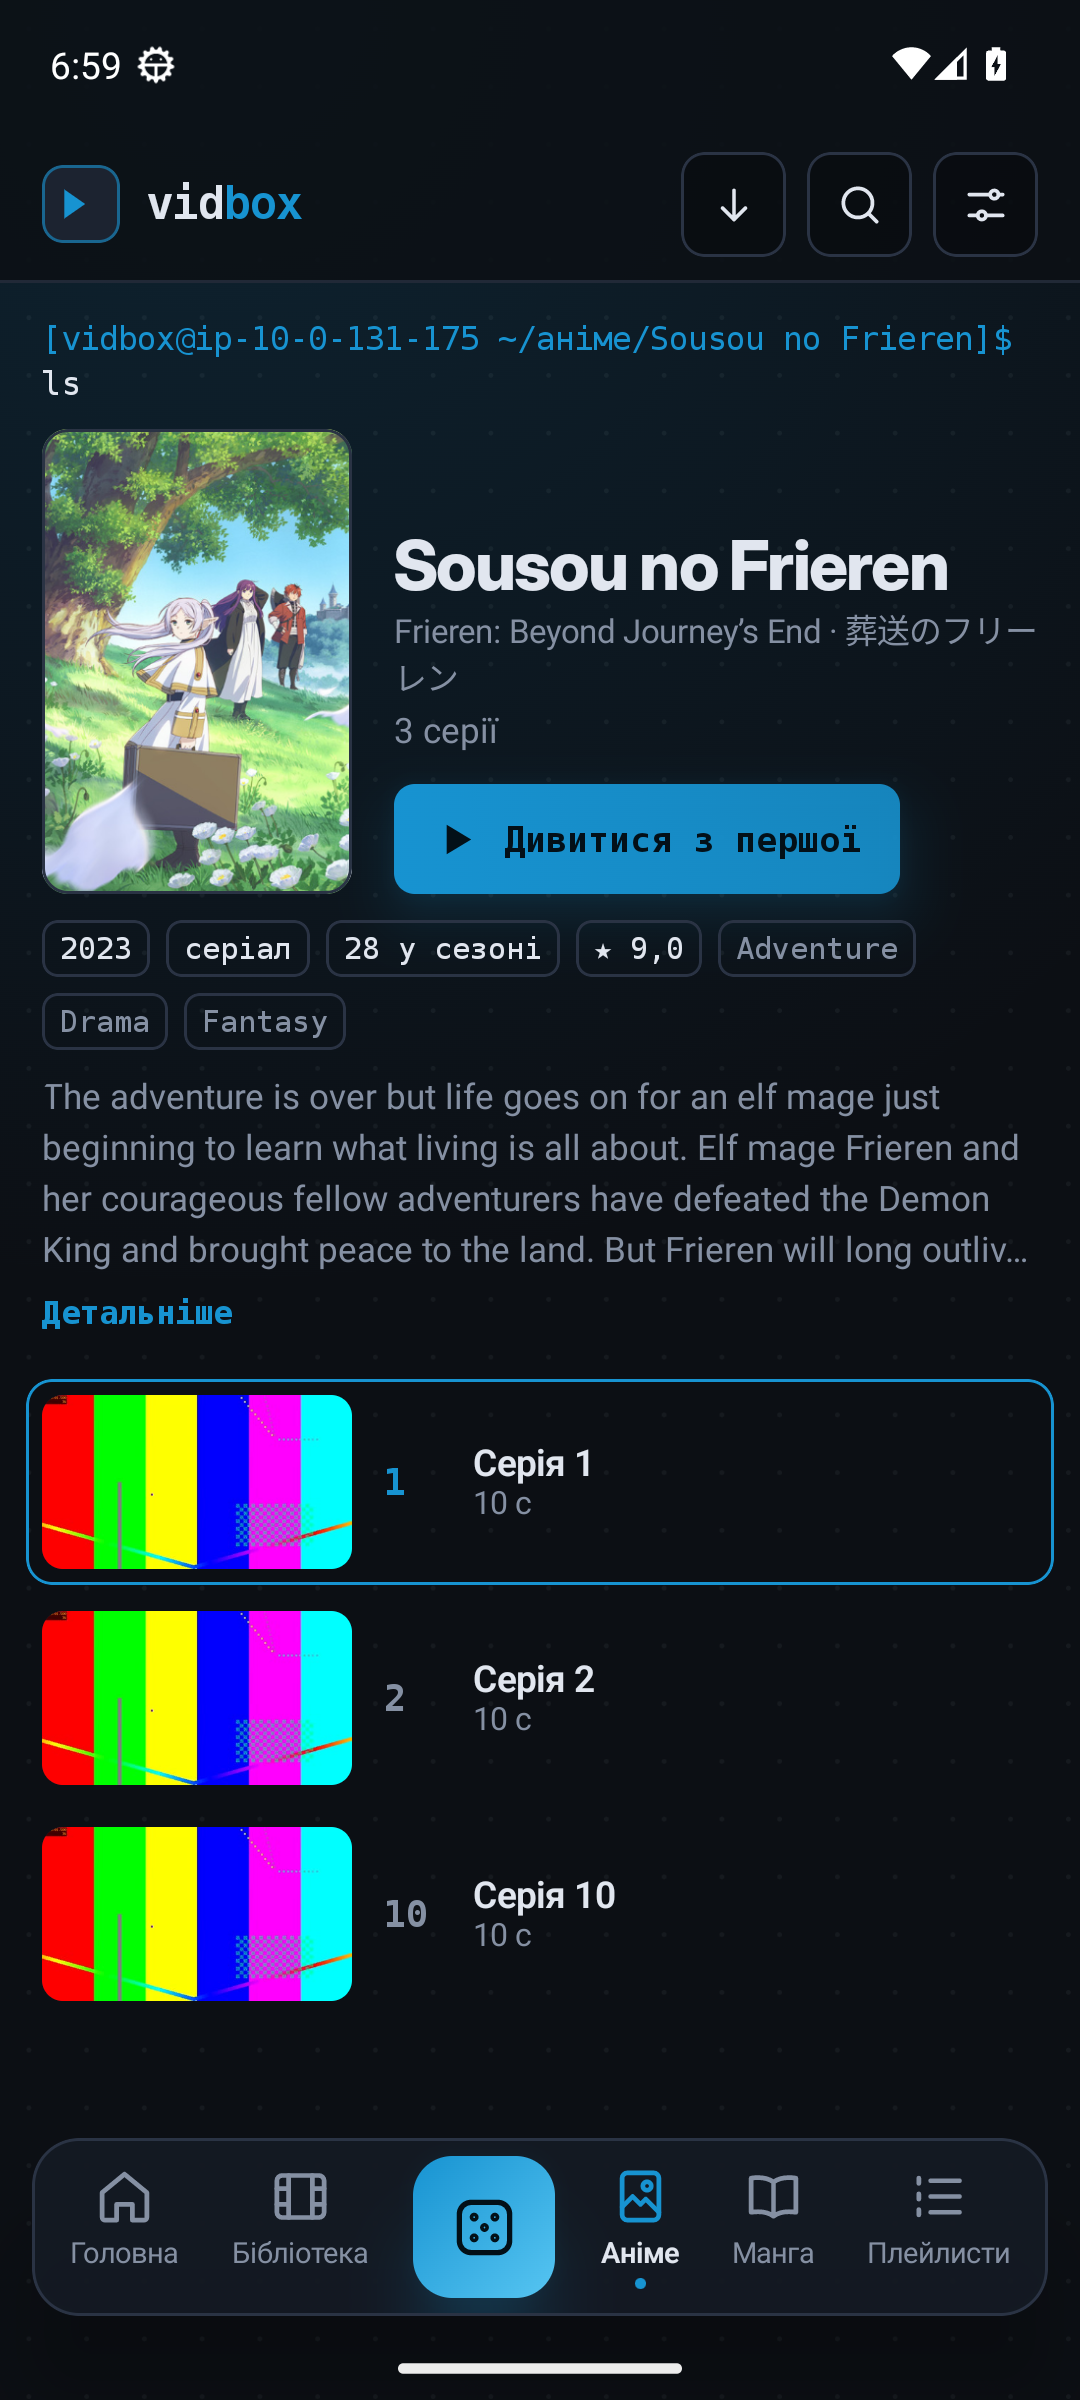 6:59
vidbox
[vidbox@ip-10-0-131-175 ~/аніме/Sousou no Frieren]$
ls
Sousou no Frieren
Frieren: Beyond Journey’s End · 葬送のフリー
レン
3 серії
Дивитися з першої
2023 серіал 28 у сезоні ★ 9,0 Adventure
Drama Fantasy
The adventure is over but life goes on for an elf mage just
beginning to learn what living is all about. Elf mage Frieren and
her courageous fellow adventurers have defeated the Demon
King and brought peace to the land. But Frieren will long outliv…
Детальніше
1 Серія 1
10 с
2 Серія 2
10 с
10 Серія 10
10 с
Головна Бібліотека Аніме Манга Плейлисти